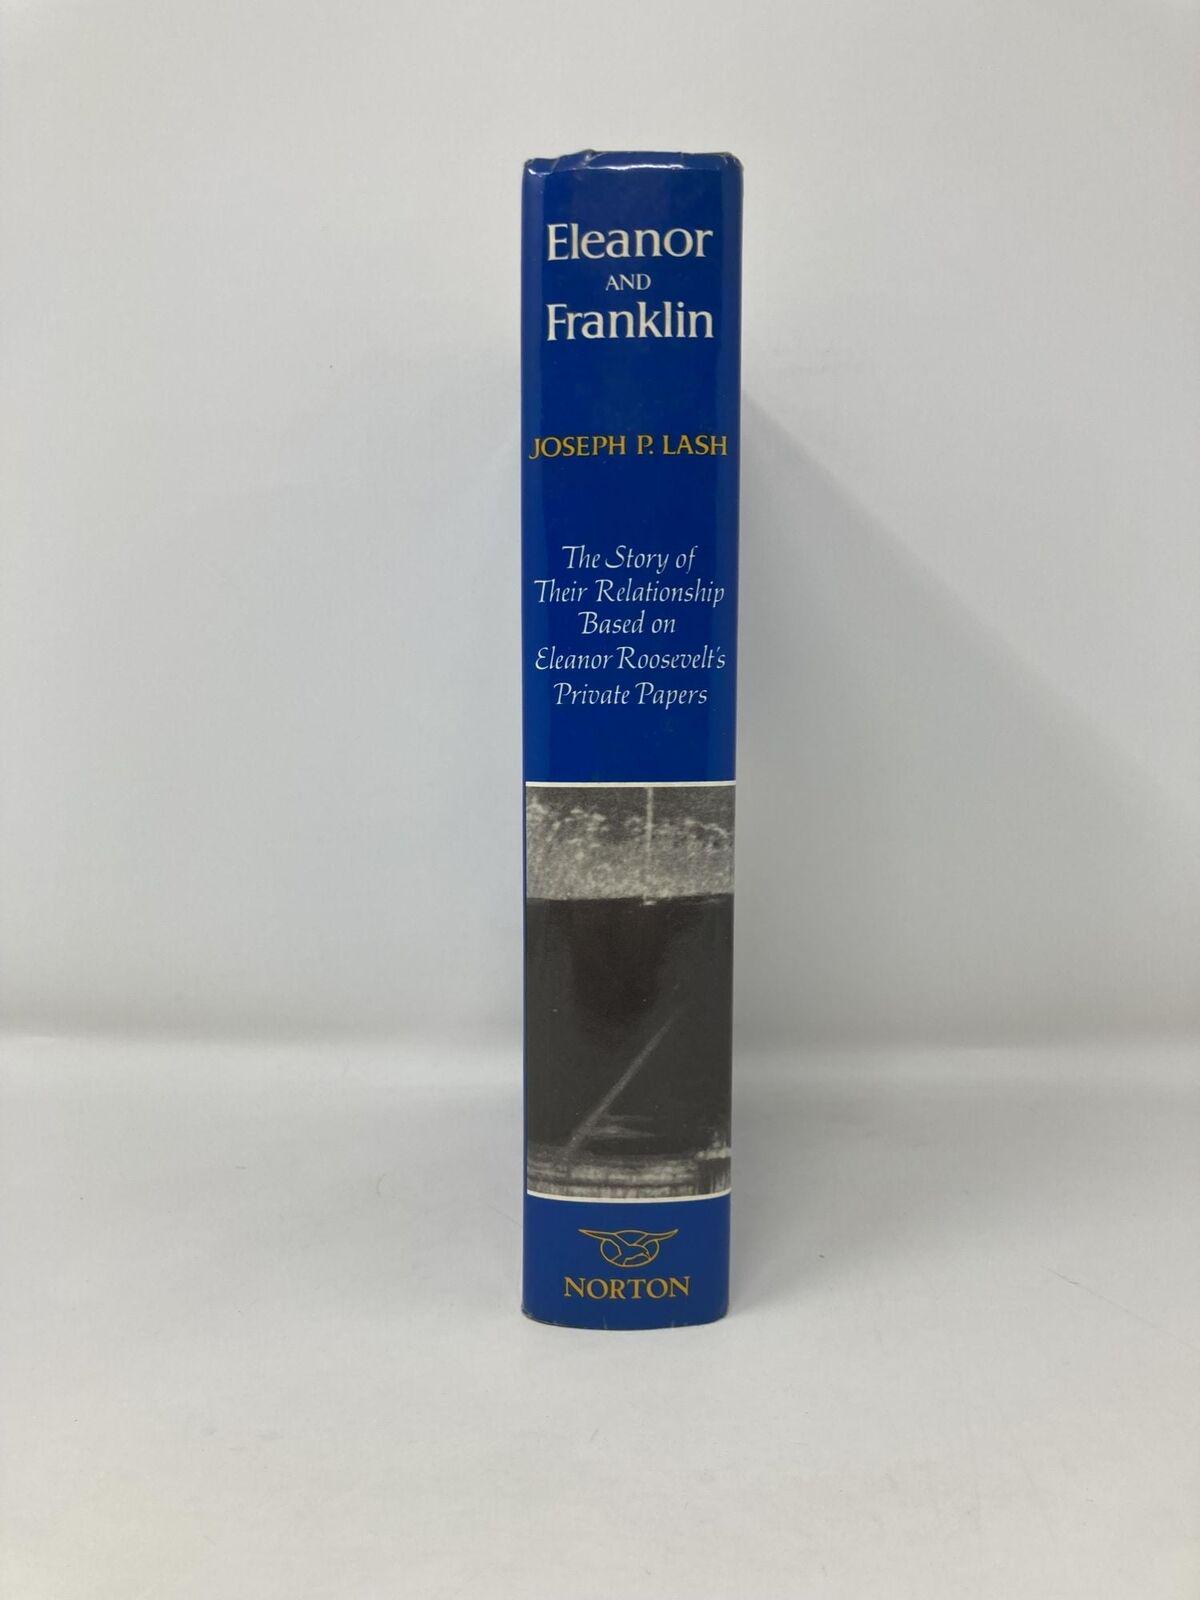 Eleanor
AND
Franklin
JOSEPH P. LASH
The Story of
Their Relationship
Based on
Eleanor Roosevelt's
Private Papers
NORTON